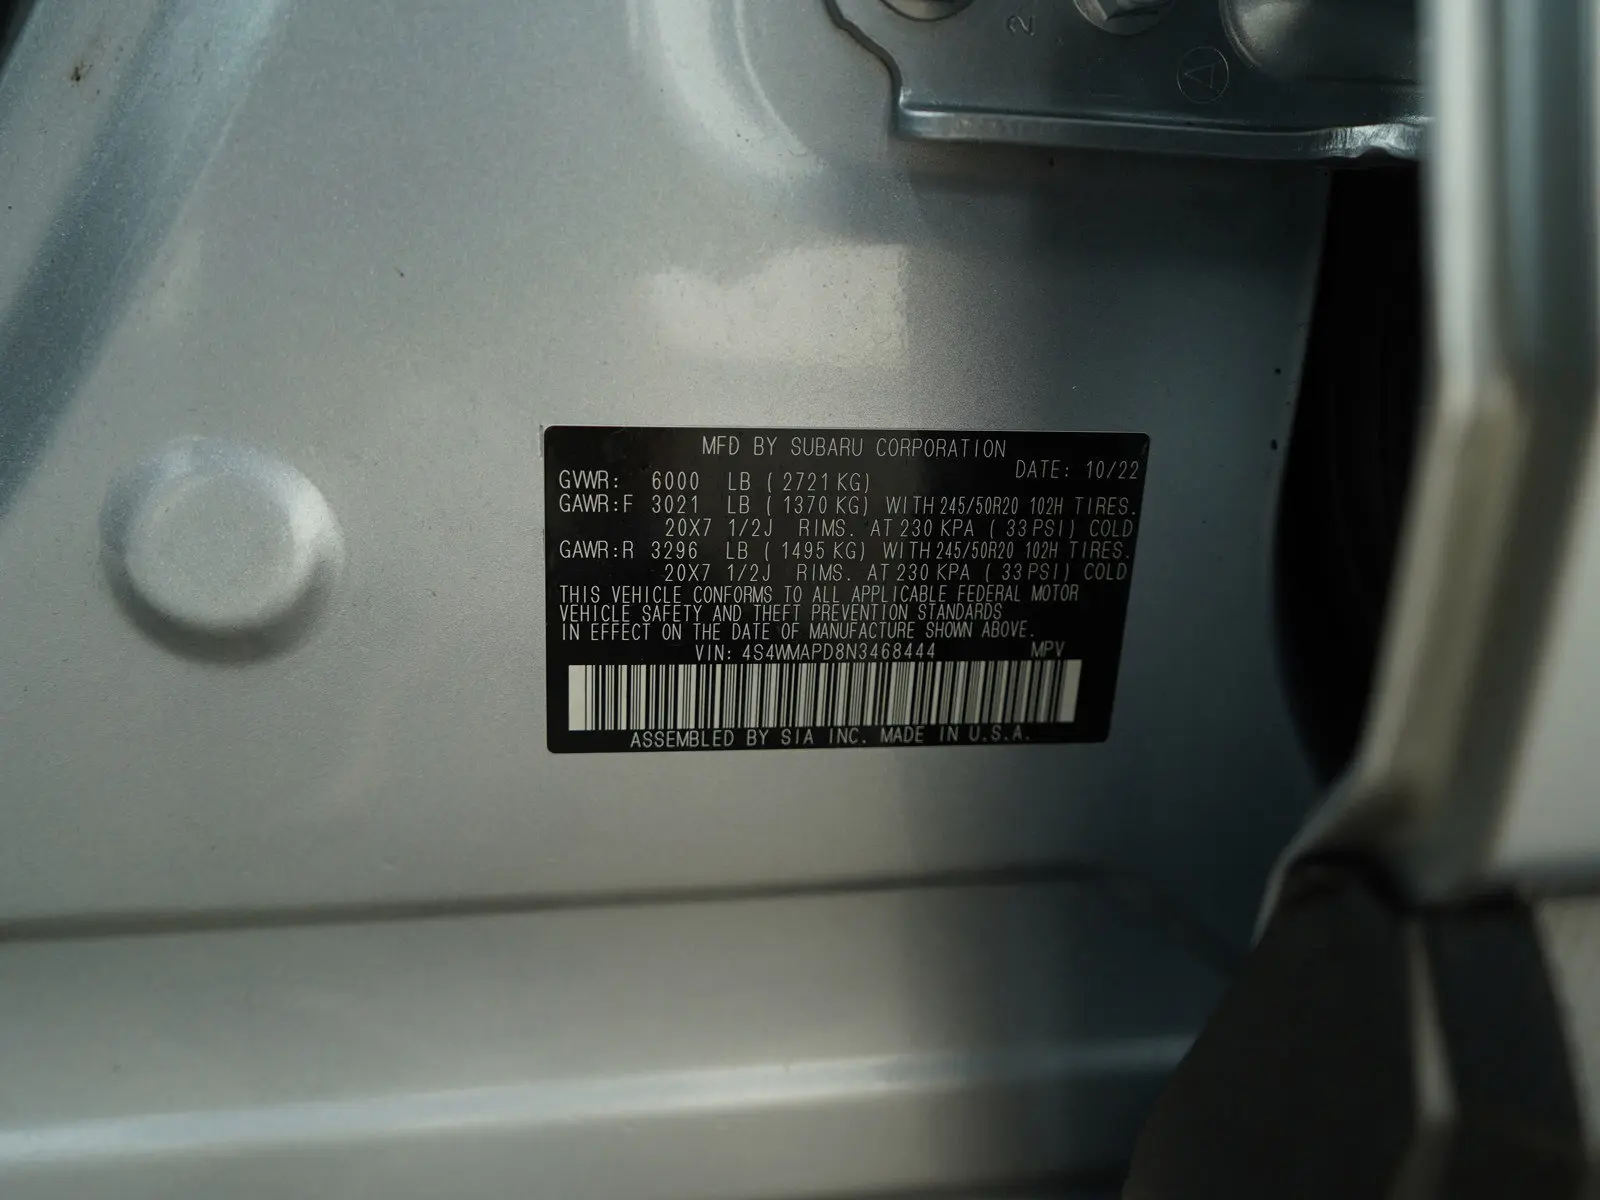 2
MFD BY SUBARU CORPORATION
DATE: 10/22
GVWR: 6000 LB ( 2721 KG)
GAWR:F 3021 LB ( 1370 KG) WITH 245/50R20 102H TIRES.
20X7 1/2J RIMS. AT 230 KPA ( 33 PSI) COLD
GAWR:R 3296 LB ( 1495 KG) WITH 245/50R20 102H TIRES.
20X7 1/2J RIMS. AT 230 KPA ( 33 PSI) COLD
THIS VEHICLE CONFORMS TO ALL APPLICABLE FEDERAL MOTOR
VEHICLE SAFETY AND THEFT PREVENTION STANDARDS
IN EFFECT ON THE DATE OF MANUFACTURE SHOWN ABOVE.
VIN: 4S4WMAPD8N3468444 MPV
ASSEMBLED BY SIA INC. MADE IN U.S.A.